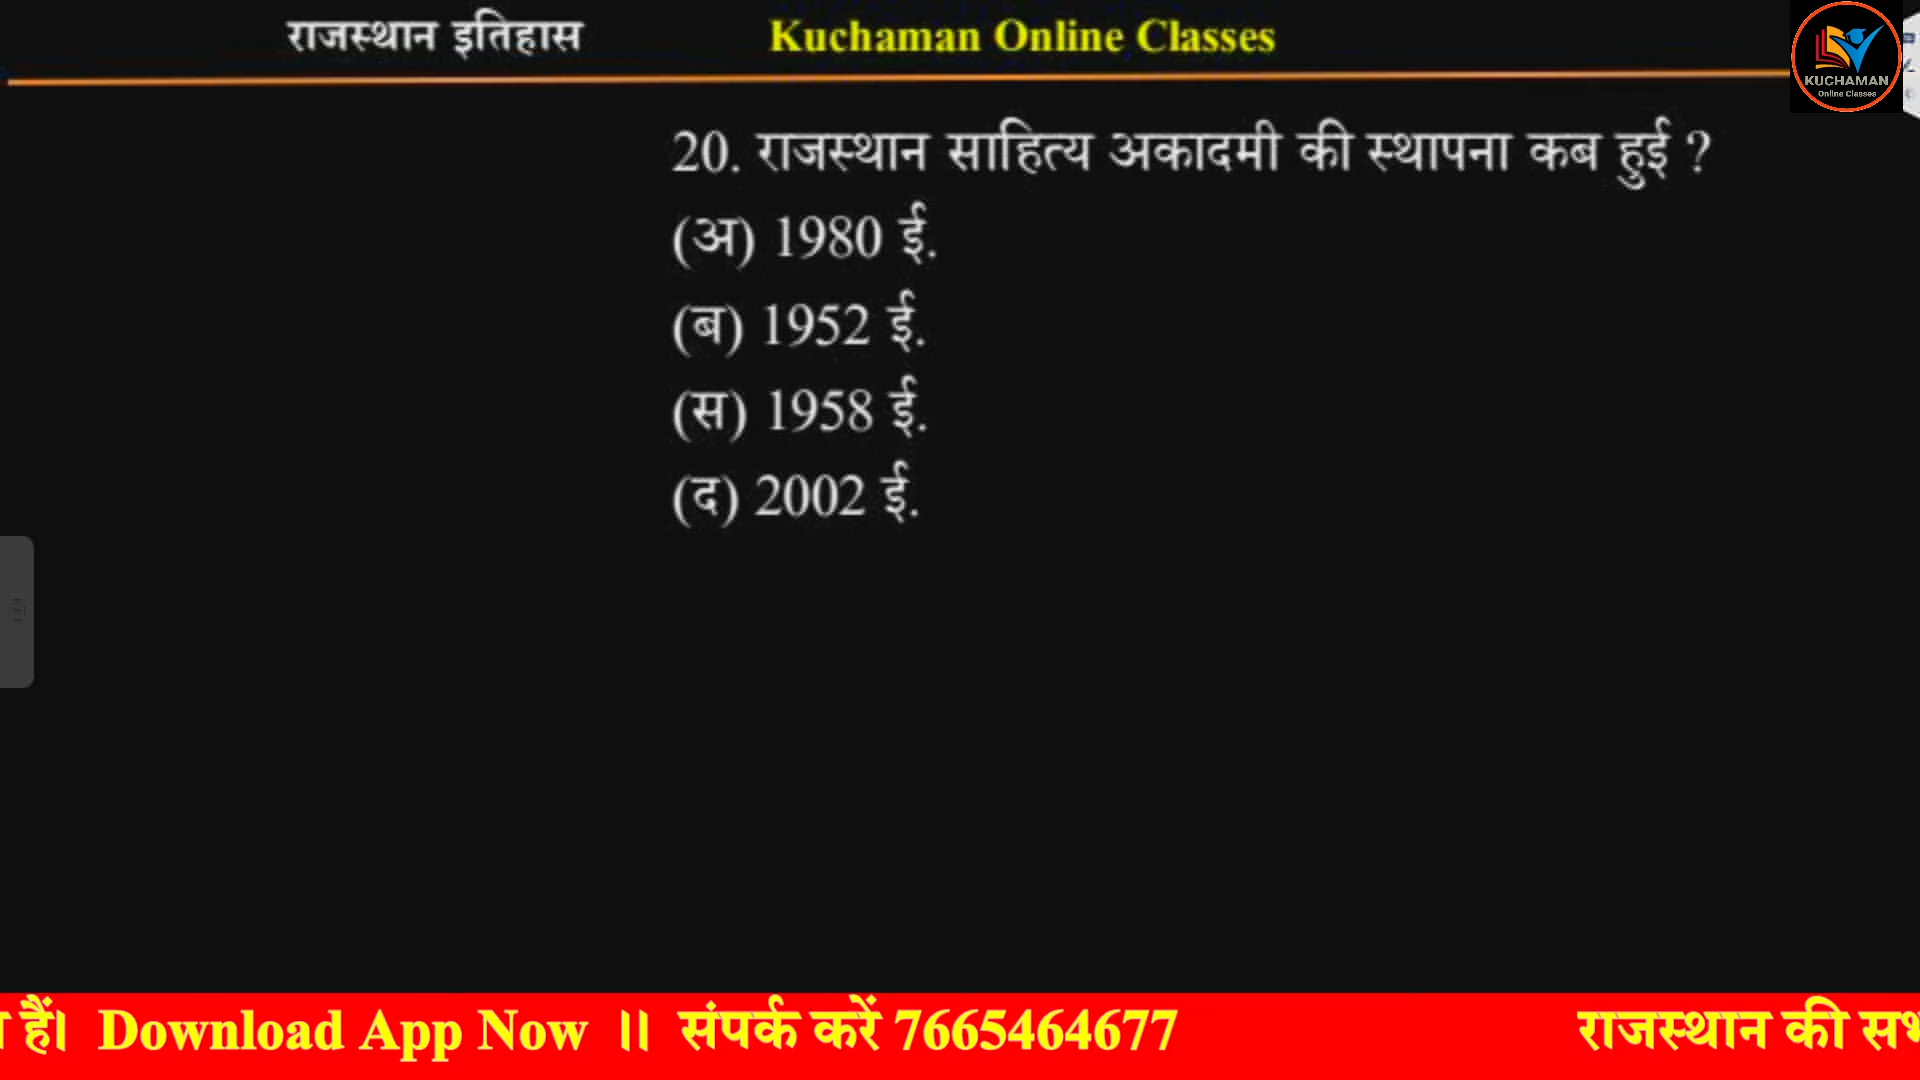 राजस्थान इतिहास
Kuchaman Online Classes
KUCHAMAN
Online Classes
20. राजस्थान साहित्य अकादमी की स्थापना कब हुई ?
(अ) 1980 ई.
(ब) 1952 ई.
(स) 1958 ई.
(द) 2002 ई.
हैं। Download App Now ।। संपर्क करें 7665464677
राजस्थान की